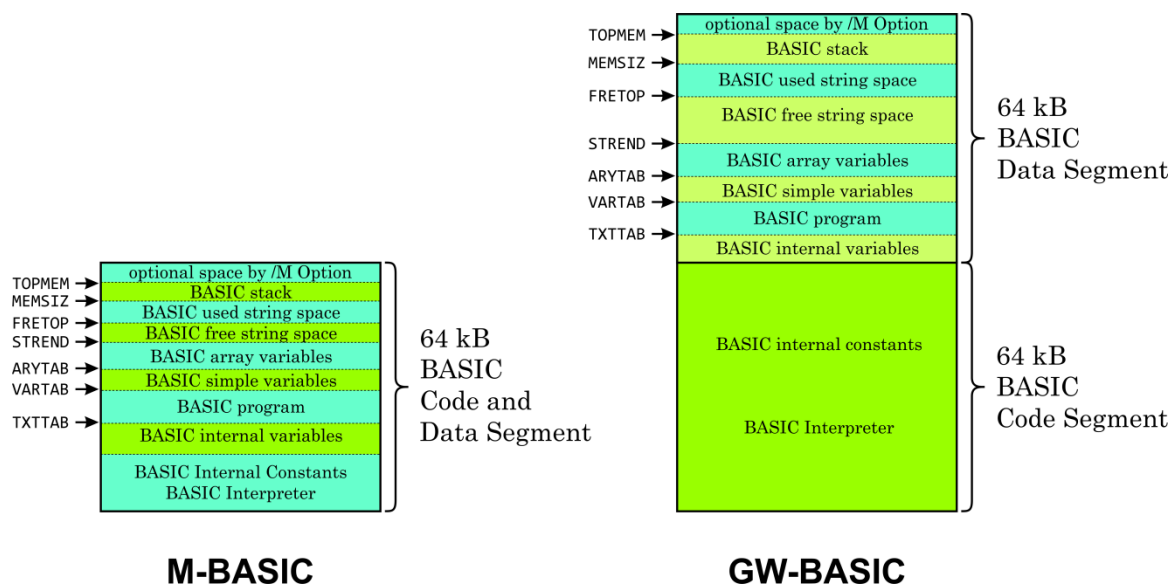 optional space by /M Option
TOPMEM
BASIC stack
MEMSIZ
BASIC used string space
FRETOP
BASIC free string space
STREND
BASIC array variables
ARYTAB
BASIC simple variables
VARTAB
BASIC program
TXTTAB
BASIC internal variables
64 kB
BASIC
Data Segment
BASIC internal constants
BASIC Interpreter
64 kB
BASIC
Code Segment
GW-BASIC
optional space by /M Option
TOPMEM
BASIC stack
MEMSIZ
BASIC used string space
FRETOP
BASIC free string space
STREND
BASIC array variables
ARYTAB
BASIC simple variables
VARTAB
BASIC program
TXTTAB
BASIC internal variables
BASIC Internal Constants
BASIC Interpreter
64 kB
BASIC
Code and
Data Segment
M-BASIC